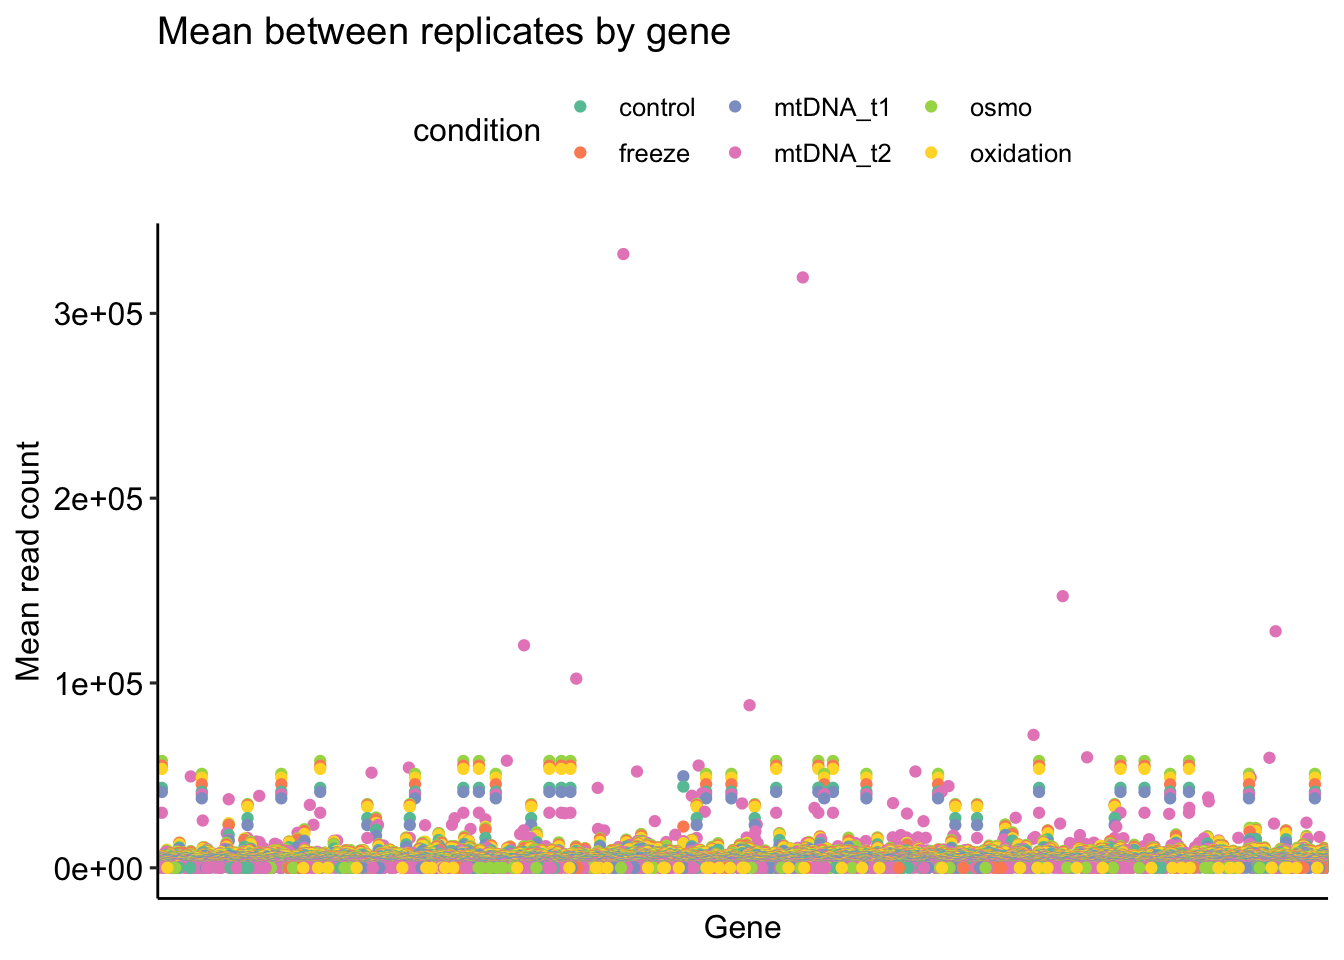 Mean between replicates by gene
condition
control
mtDNA_t1
osmo
freeze
mtDNA_t2
oxidation
Mean read count
3e+05
2e+05
1e+05
0e+00
Gene